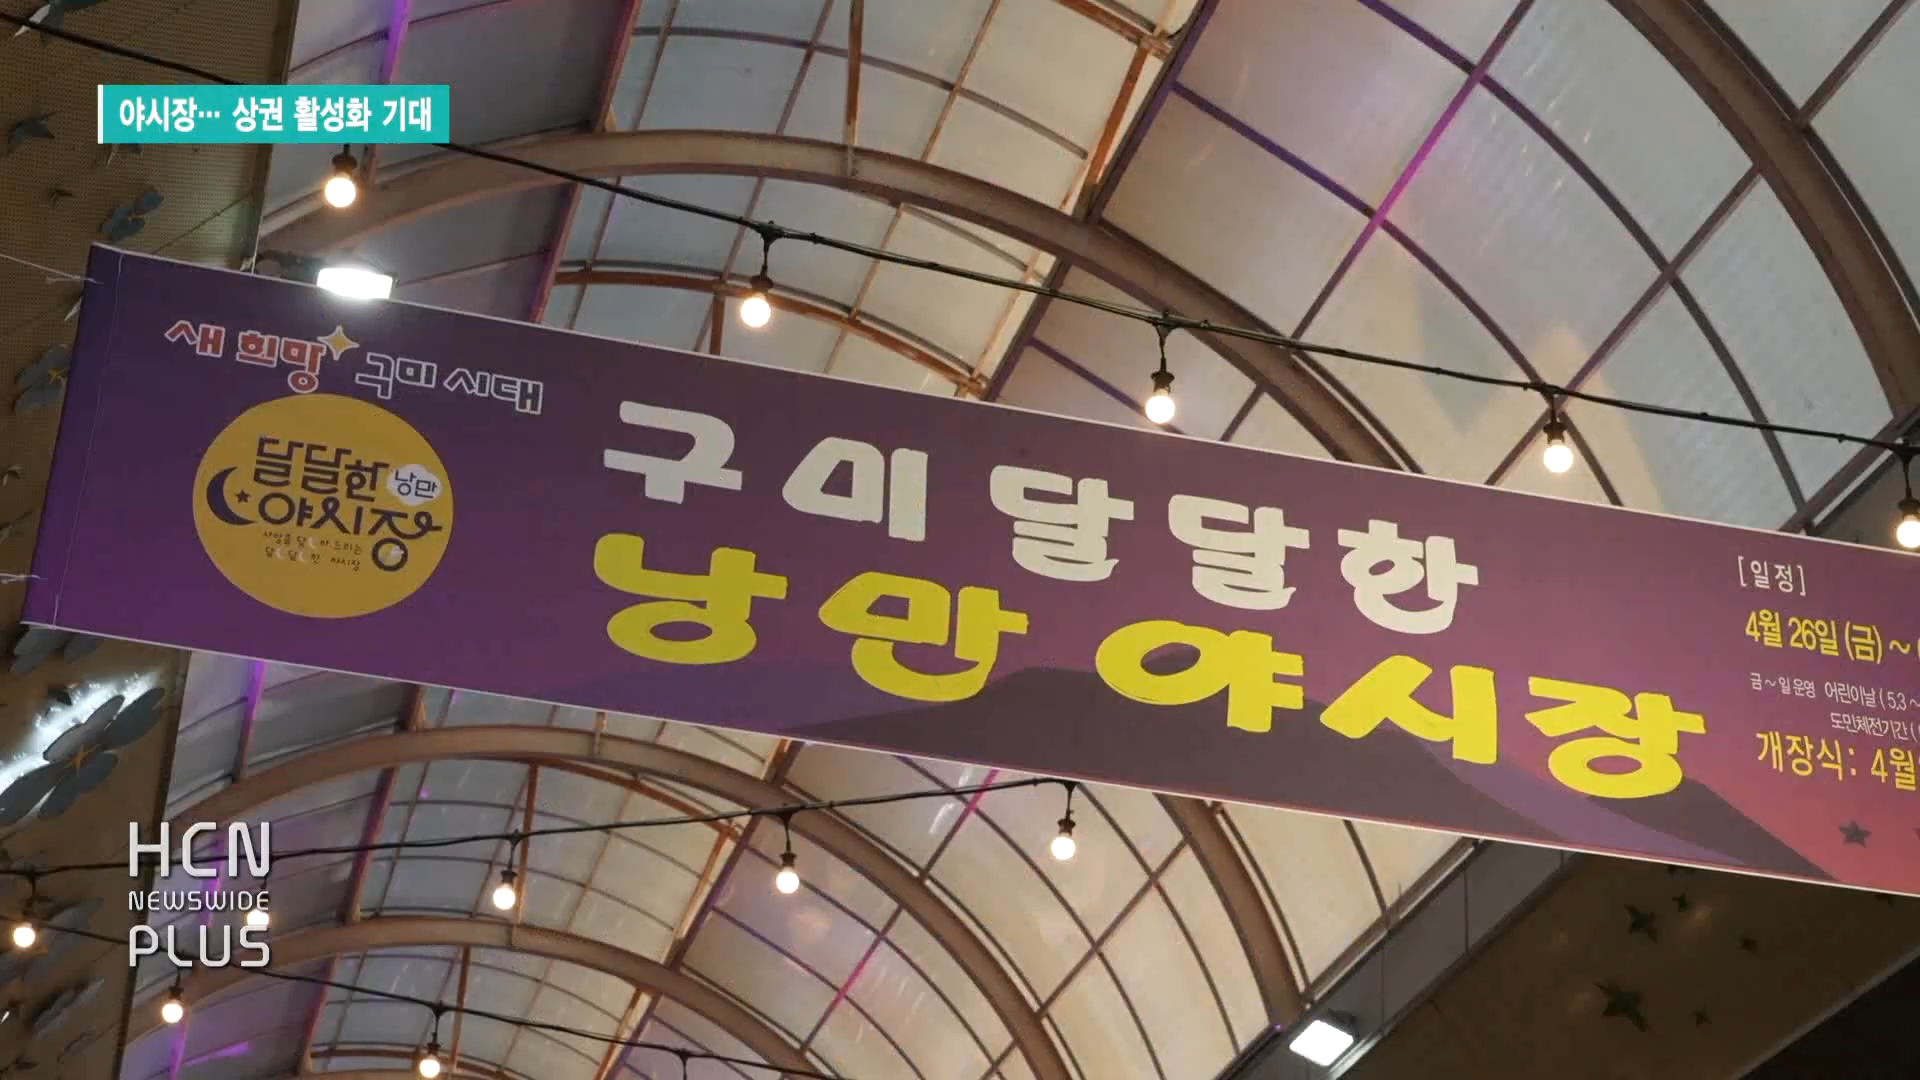 야시장… 상권 활성화 기대
새 희망 구미 시대
달달한 낭만
야시장
구미 달달한
낭만 야시장
[일정]
4월 26일 (금) ~
금~일 운영 어린이날 ( 5.3 ~
도민체전기간 (
개장식: 4월
HCN
NEWSWIDE
PLUS